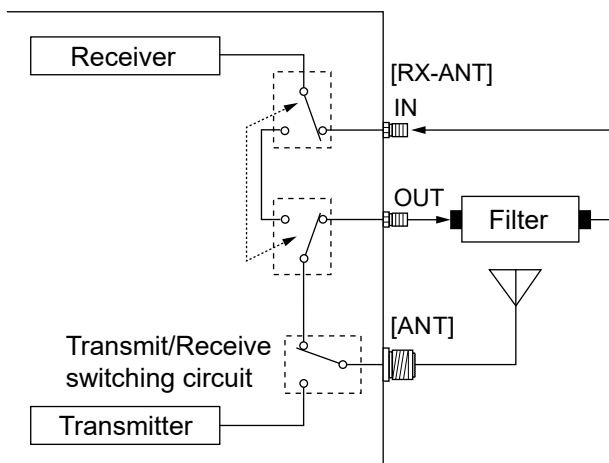 Receiver
[RX-ANT]
IN
OUT
Filter
[ANT]
Transmit/Receive
switching circuit
Transmitter